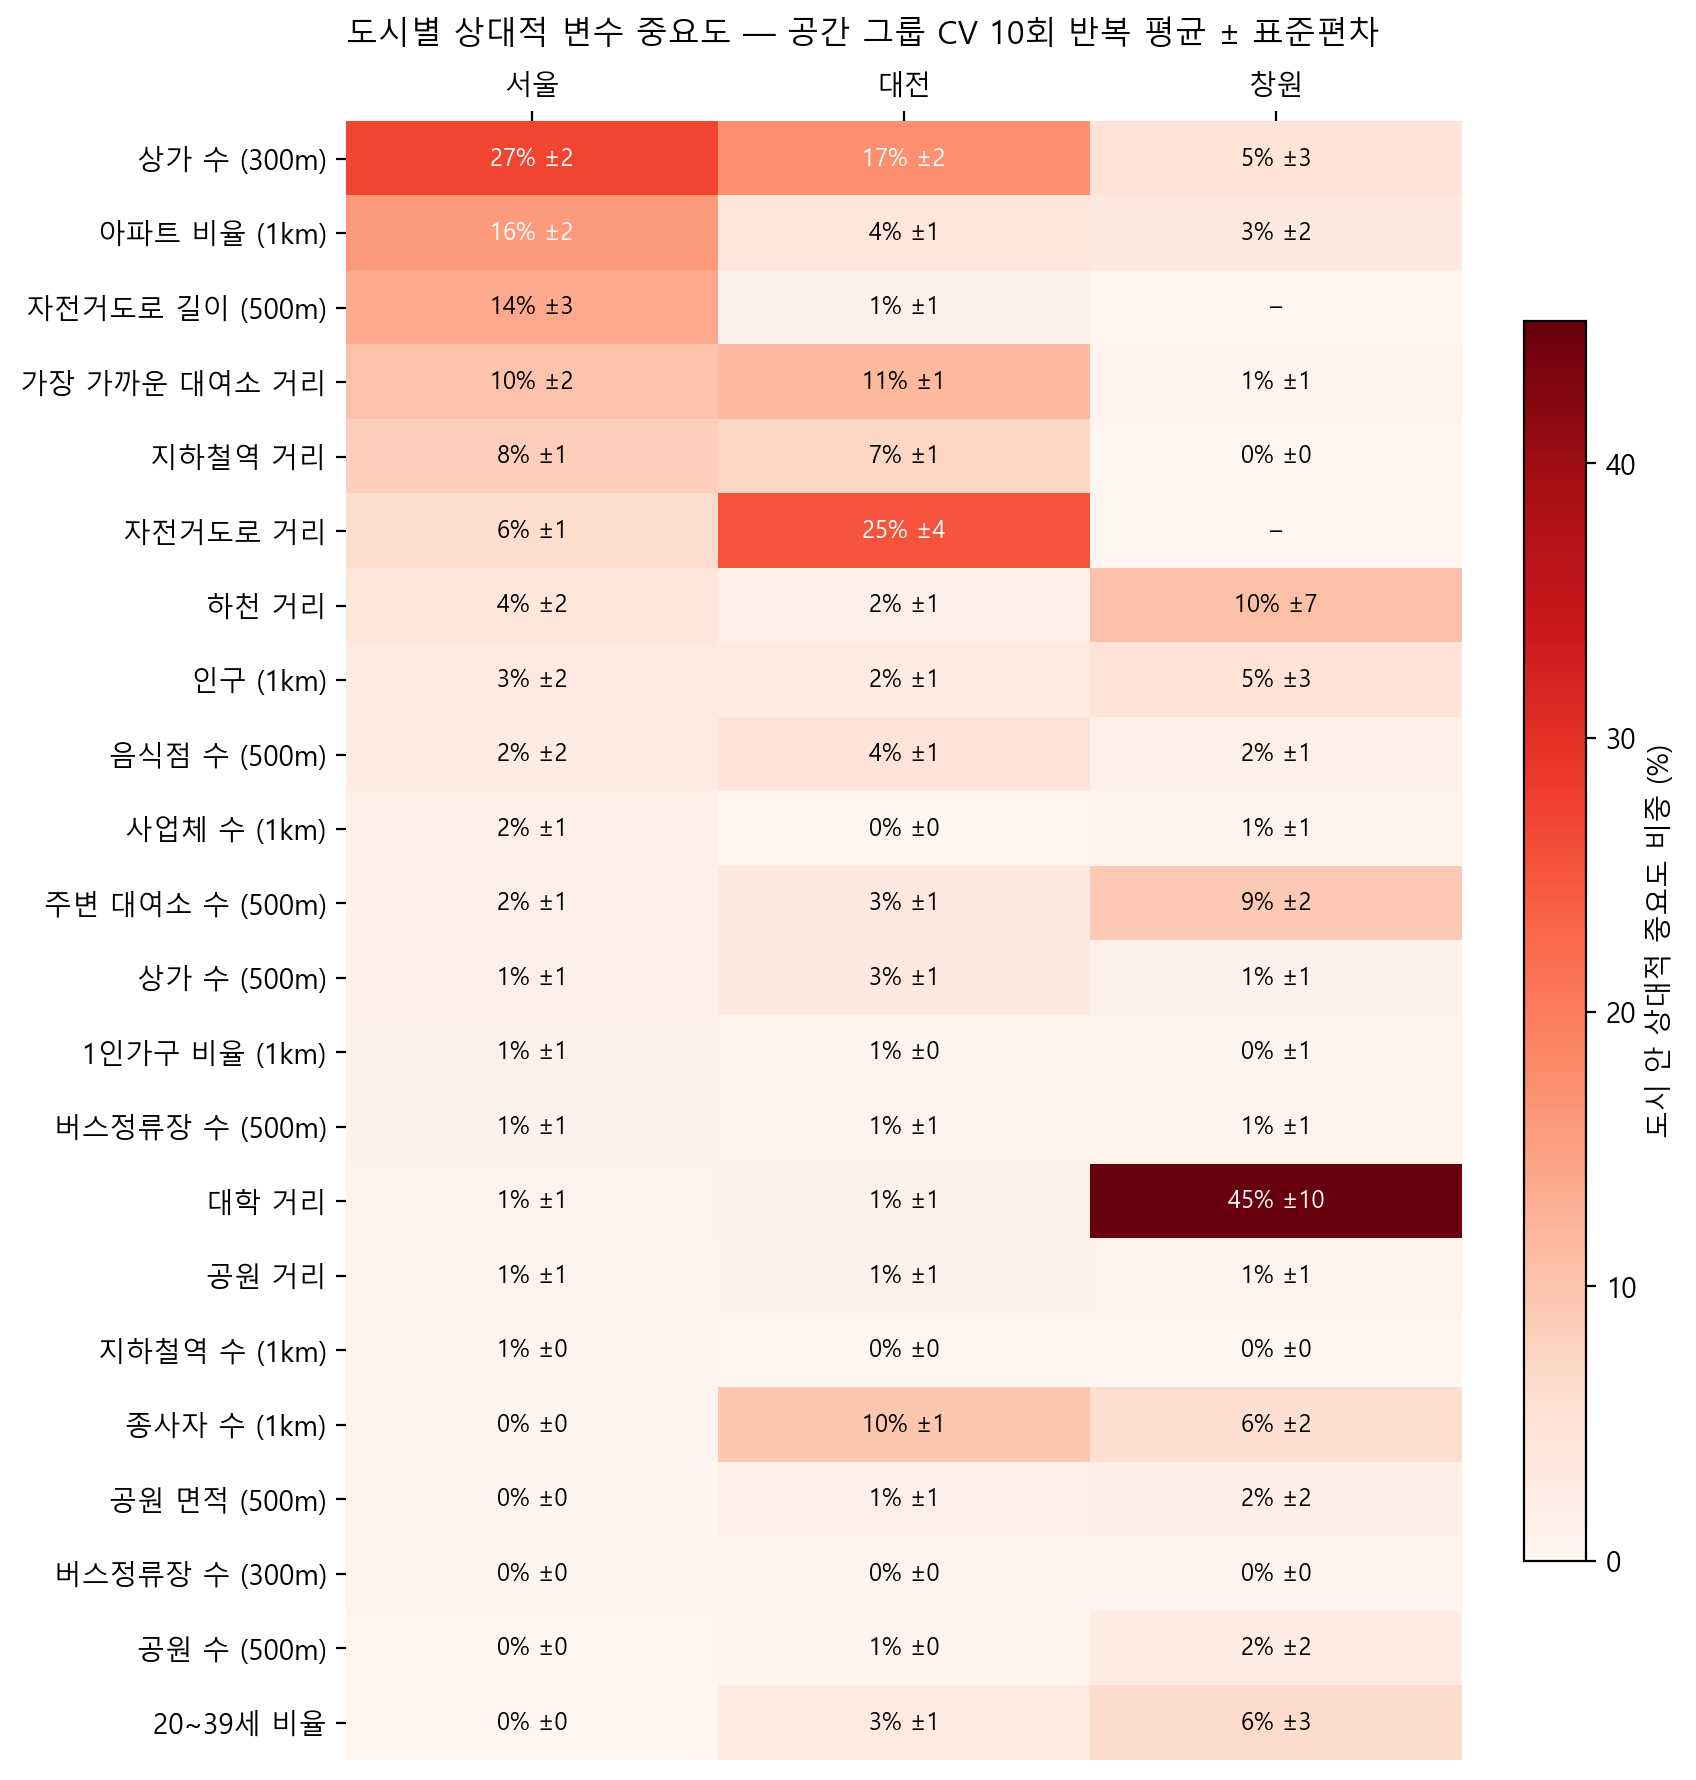 도시별 상대적 변수 중요도 — 공간 그룹 CV 10회 반복 평균 ± 표준편차
서울 대전 창원
상가 수 (300m) 27% ±2 17% ±2 5% ±3
아파트 비율 (1km) 16% ±2 4% ±1 3% ±2
자전거도로 길이 (500m) 14% ±3 1% ±1 –
가장 가까운 대여소 거리 10% ±2 11% ±1 1% ±1
지하철역 거리 8% ±1 7% ±1 0% ±0
자전거도로 거리 6% ±1 25% ±4 –
하천 거리 4% ±2 2% ±1 10% ±7
인구 (1km) 3% ±2 2% ±1 5% ±3
음식점 수 (500m) 2% ±2 4% ±1 2% ±1
사업체 수 (1km) 2% ±1 0% ±0 1% ±1
주변 대여소 수 (500m) 2% ±1 3% ±1 9% ±2
상가 수 (500m) 1% ±1 3% ±1 1% ±1
1인가구 비율 (1km) 1% ±1 1% ±0 0% ±1
버스정류장 수 (500m) 1% ±1 1% ±1 1% ±1
대학 거리 1% ±1 1% ±1 45% ±10
공원 거리 1% ±1 1% ±1 1% ±1
지하철역 수 (1km) 1% ±0 0% ±0 0% ±0
종사자 수 (1km) 0% ±0 10% ±1 6% ±2
공원 면적 (500m) 0% ±0 1% ±1 2% ±2
버스정류장 수 (300m) 0% ±0 0% ±0 0% ±0
공원 수 (500m) 0% ±0 1% ±0 2% ±2
20~39세 비율 0% ±0 3% ±1 6% ±3
40
30
20
10
0
도시 안 상대적 중요도 비중 (%)